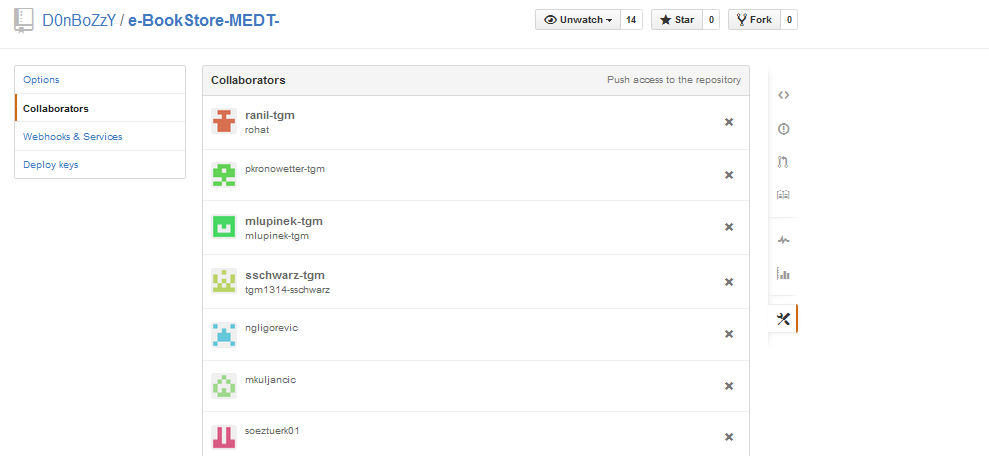 D0nBoZzY / e-BookStore-MEDT-
Unwatch 14 Star 0 Fork 0
Options
Collaborators
Webhooks & Services
Deploy keys
Collaborators Push access to the repository
ranil-tgm
rohat
pkronowetter-tgm
mlupinek-tgm
mlupinek-tgm
sschwarz-tgm
tgm1314-sschwarz
ngligorevic
mkuljancic
soeztuerk01